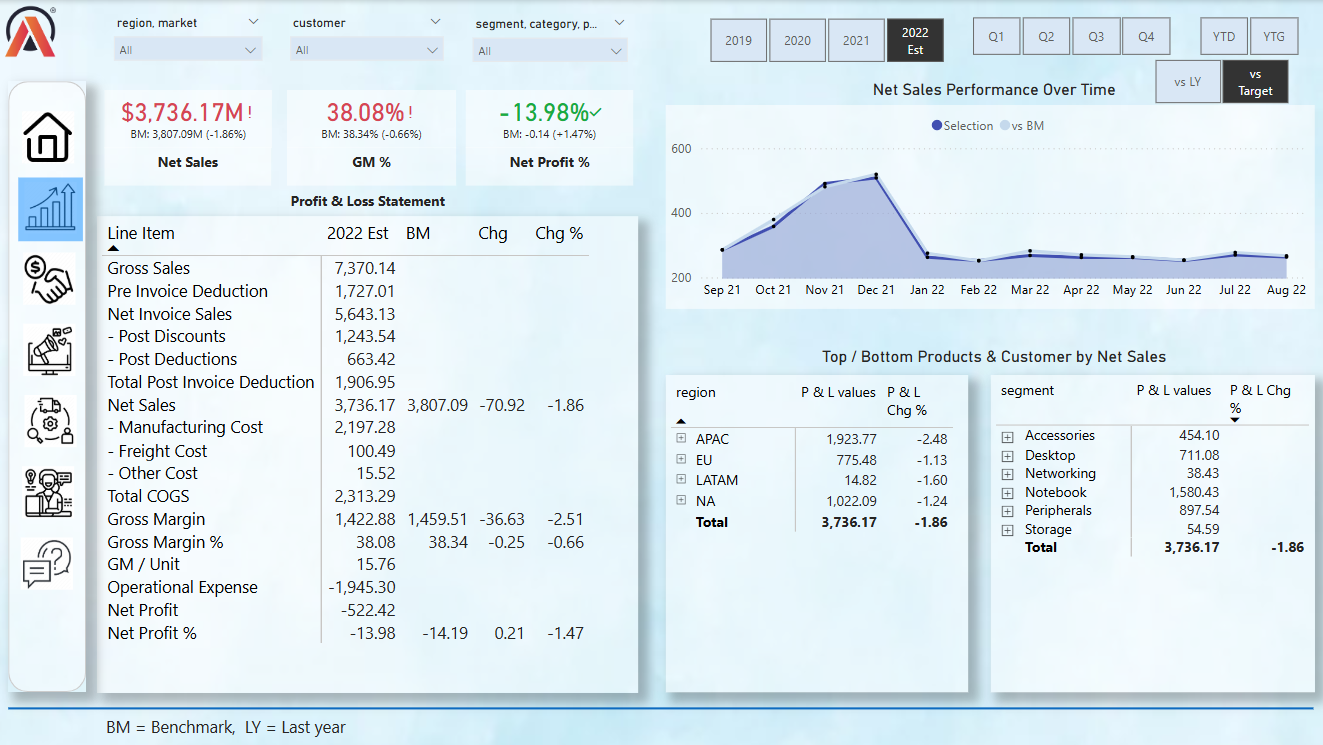 region, market
customer
segment, category, p...
All
All
All
2019
2020
2021
2022
Est
Q1
Q2
Q3
Q4
YTD
YTG
vs LY
vs
Target
$3,736.17M!
BM: 3,807.09M (-1.86%)
Net Sales
38.08%!
BM: 38.34% (-0.66%)
GM %
-13.98%
BM: -0.14 (+1.47%)
Net Profit %
Net Sales Performance Over Time
Selection vs BM
600
400
200
Sep 21 Oct 21 Nov 21 Dec 21 Jan 22 Feb 22 Mar 22 Apr 22 May 22 Jun 22 Jul 22 Aug 22
Profit & Loss Statement
Line Item 2022 Est BM Chg Chg %
Gross Sales 7,370.14
Pre Invoice Deduction 1,727.01
Net Invoice Sales 5,643.13
- Post Discounts 1,243.54
- Post Deductions 663.42
Total Post Invoice Deduction 1,906.95
Net Sales 3,736.17 3,807.09 -70.92 -1.86
- Manufacturing Cost 2,197.28
- Freight Cost 100.49
- Other Cost 15.52
Total COGS 2,313.29
Gross Margin 1,422.88 1,459.51 -36.63 -2.51
Gross Margin % 38.08 38.34 -0.25 -0.66
GM / Unit 15.76
Operational Expense -1,945.30
Net Profit -522.42
Net Profit % -13.98 -14.19 0.21 -1.47
Top / Bottom Products & Customer by Net Sales
region P & L values P & L
Chg %
APAC 1,923.77 -2.48
EU 775.48 -1.13
LATAM 14.82 -1.60
NA 1,022.09 -1.24
Total 3,736.17 -1.86
segment P & L values P & L Chg
%
Accessories 454.10
Desktop 711.08
Networking 38.43
Notebook 1,580.43
Peripherals 897.54
Storage 54.59
Total 3,736.17 -1.86
BM = Benchmark, LY = Last year